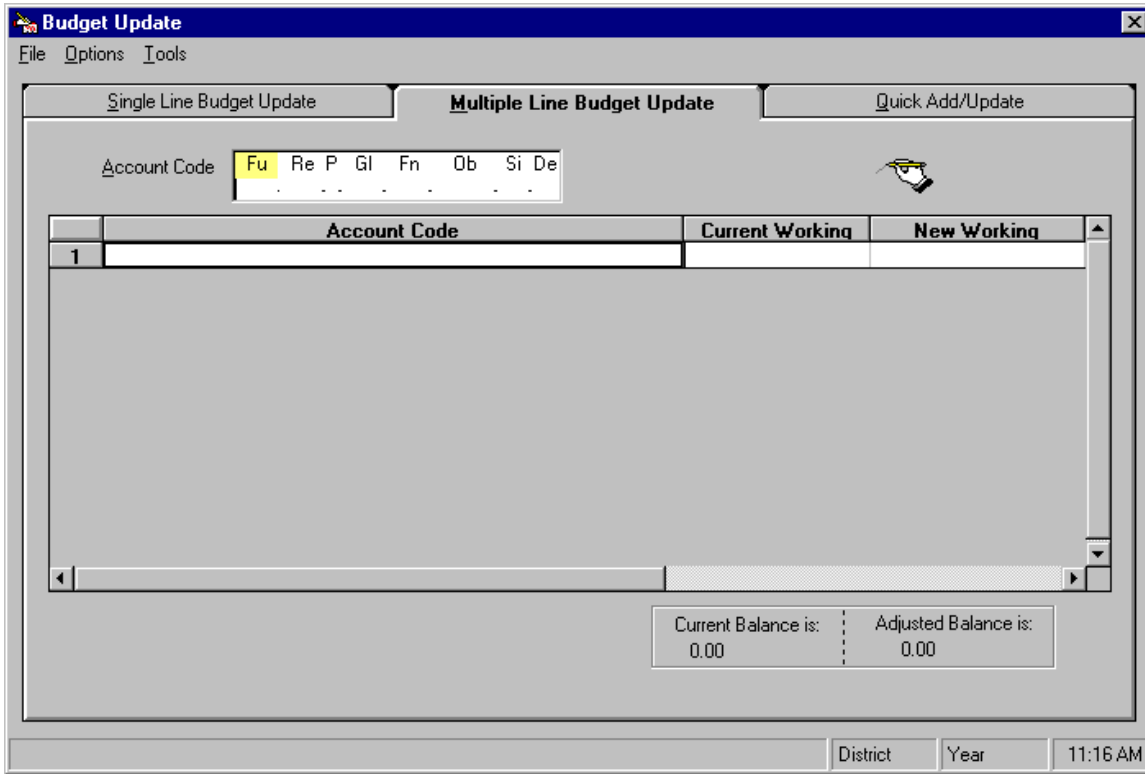 Budget Update
File Options Tools
Single Line Budget Update Multiple Line Budget Update Quick Add/Update
Account Code Fu Re P Gl Fn Ob Si De
- - - - - - -
Account Code Current Working New Working
1
Current Balance is: Adjusted Balance is:
0.00 0.00
District Year 11:16 AM